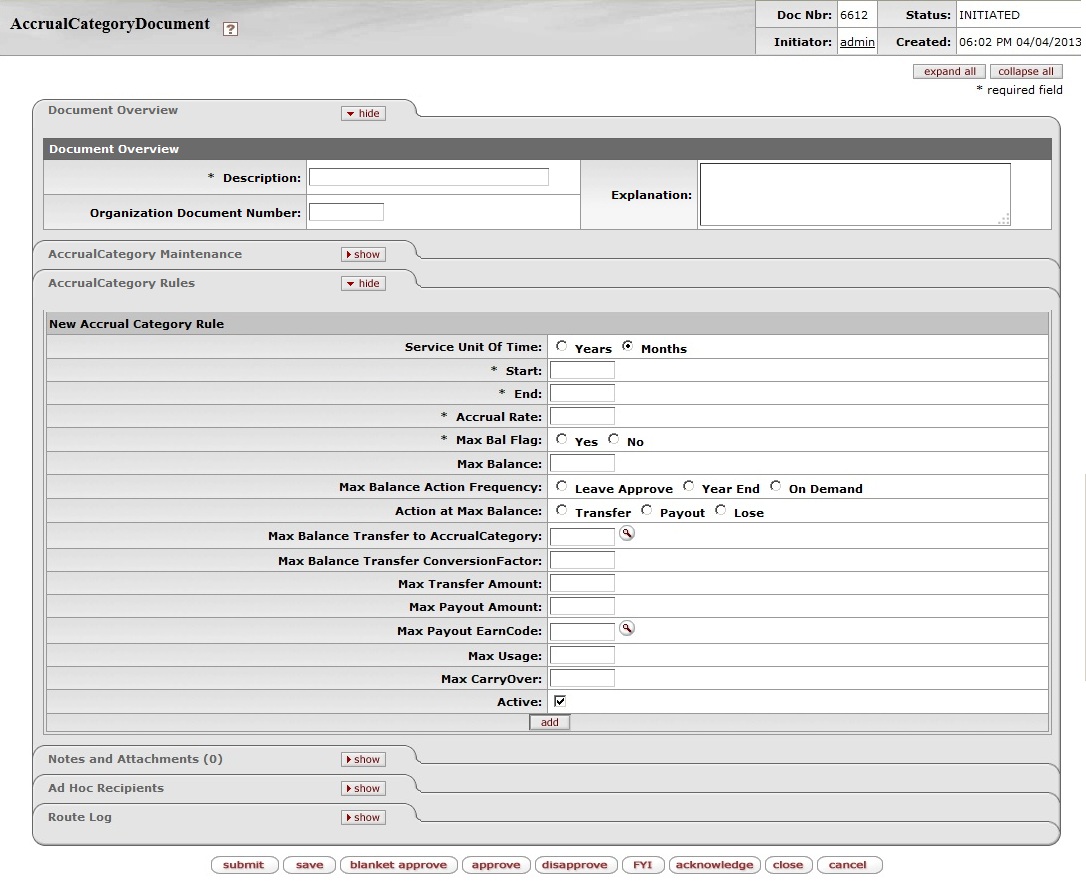 AccrualCategoryDocument ?
Doc Nbr: 6612 Status: INITIATED
Initiator: admin Created: 06:02 PM 04/04/2013
expand all collapse all
* required field
Document Overview hide
Document Overview
* Description:
Explanation:
Organization Document Number:
AccrualCategory Maintenance show
AccrualCategory Rules hide
New Accrual Category Rule
Service Unit Of Time: Years Months
* Start:
* End:
* Accrual Rate:
* Max Bal Flag: Yes No
Max Balance:
Max Balance Action Frequency: Leave Approve Year End On Demand
Action at Max Balance: Transfer Payout Lose
Max Balance Transfer to AccrualCategory:
Max Balance Transfer ConversionFactor:
Max Transfer Amount:
Max Payout Amount:
Max Payout EarnCode:
Max Usage:
Max CarryOver:
Active:
add
Notes and Attachments (0) show
Ad Hoc Recipients show
Route Log show
submit save blanket approve approve disapprove FYI acknowledge close cancel